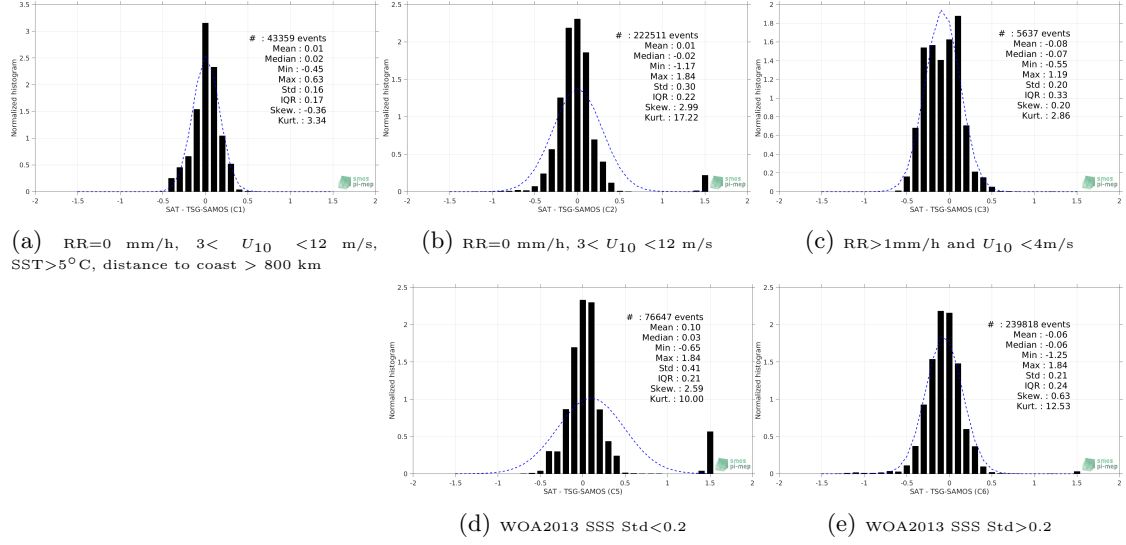 3.5
3
2.5
2
1.5
1
0.5
0
Normalized histogram
# : 43359 events
Mean : 0.01
Median : 0.02
Min : -0.45
Max : 0.63
Std : 0.16
IQR : 0.17
Skew. : -0.36
Kurt. : 3.34
smos
pi-mep
-2 -1.5 -1 -0.5 0 0.5 1 1.5 2
SAT - TSG-SAMOS (C1)
(a) RR=0 mm/h, 3< U10 <12 m/s,
SST>5°C, distance to coast > 800 km
2.5
2
1.5
1
0.5
0
Normalized histogram
# : 222511 events
Mean : 0.01
Median : -0.02
Min : -1.17
Max : 1.84
Std : 0.30
IQR : 0.22
Skew. : 2.99
Kurt. : 17.22
smos
pi-mep
-2 -1.5 -1 -0.5 0 0.5 1 1.5 2
SAT - TSG-SAMOS (C2)
(b) RR=0 mm/h, 3< U10 <12 m/s
2
1.8
1.6
1.4
1.2
1
0.8
0.6
0.4
0.2
0
Normalized histogram
# : 5637 events
Mean : -0.08
Median : -0.07
Min : -0.55
Max : 1.19
Std : 0.20
IQR : 0.33
Skew. : 0.20
Kurt. : 2.86
smos
pi-mep
-2 -1.5 -1 -0.5 0 0.5 1 1.5 2
SAT - TSG-SAMOS (C3)
(c) RR>1mm/h and U10 <4m/s
2.5
2
1.5
1
0.5
0
Normalized histogram
# : 76647 events
Mean : 0.10
Median : 0.03
Min : -0.65
Max : 1.84
Std : 0.41
IQR : 0.21
Skew. : 2.59
Kurt. : 10.00
smos
pi-mep
-2 -1.5 -1 -0.5 0 0.5 1 1.5 2
SAT - TSG-SAMOS (C5)
(d) WOA2013 SSS Std<0.2
2.5
2
1.5
1
0.5
0
Normalized histogram
# : 239818 events
Mean : -0.06
Median : -0.06
Min : -1.25
Max : 1.84
Std : 0.21
IQR : 0.24
Skew. : 0.63
Kurt. : 12.53
smos
pi-mep
-2 -1.5 -1 -0.5 0 0.5 1 1.5 2
SAT - TSG-SAMOS (C6)
(e) WOA2013 SSS Std>0.2